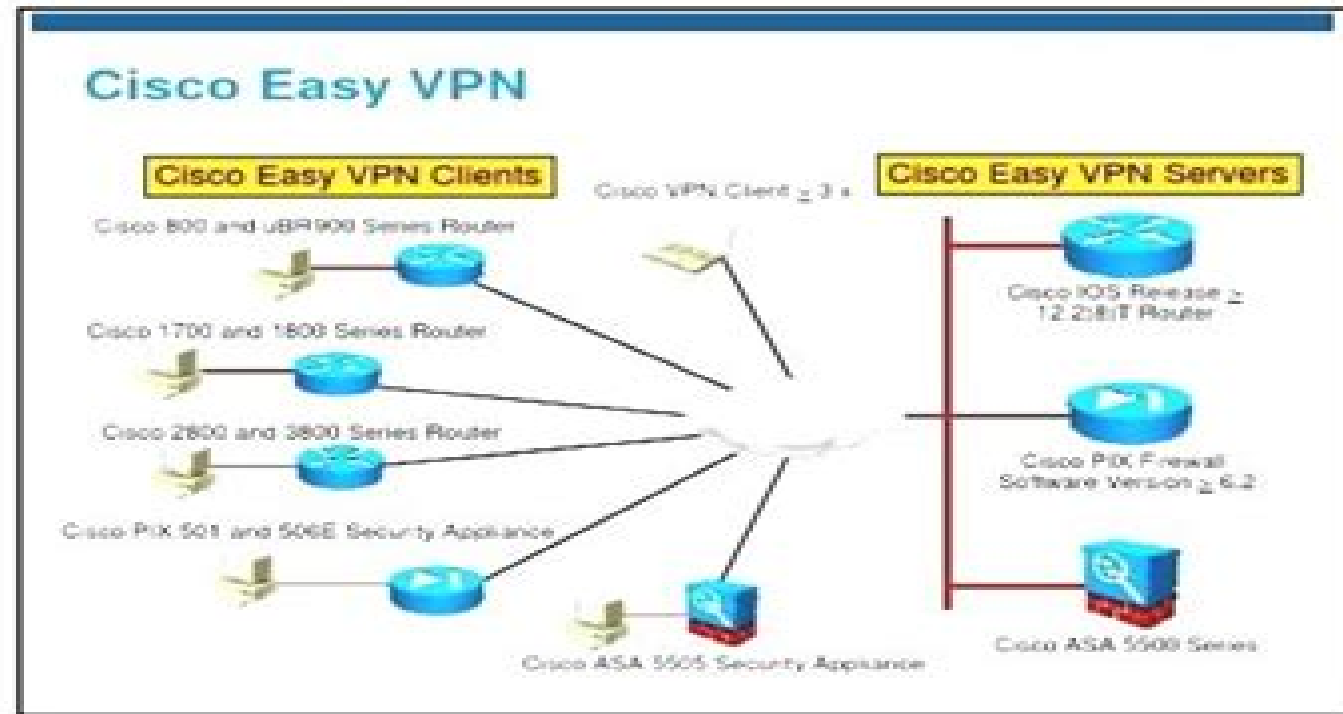 Cisco Easy VPN
Cisco Easy VPN Clients
Cisco VPN Client ≥ 3.x
Cisco Easy VPN Servers
Cisco 800 and uBR900 Series Router
Cisco 1700 and 1800 Series Router
Cisco 2800 and 3800 Series Router
Cisco PIX 501 and 506E Security Appliance
Cisco ASA 5505 Security Appliance
Cisco IOS Release ≥
12.2(8)T Router
Cisco PIX Firewall
Software Version ≥ 6.2
Cisco ASA 5500 Series